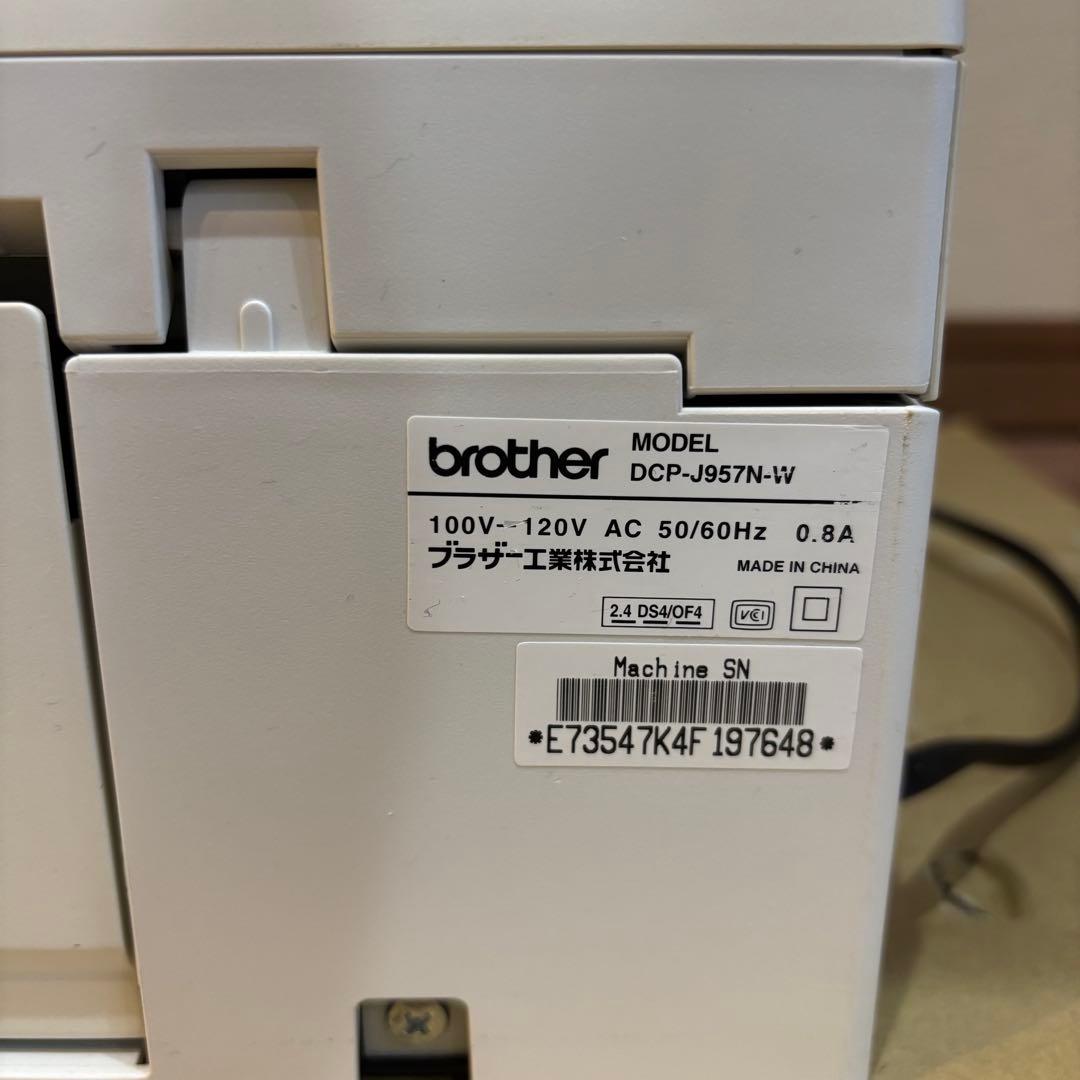 brother MODEL
DCP-J957N-W
100V-120V AC 50/60Hz 0.8A
ブラザー工業株式会社 MADE IN CHINA
2.4 DS4/OF4 VCI
Machine SN
*E73547K4F197648*